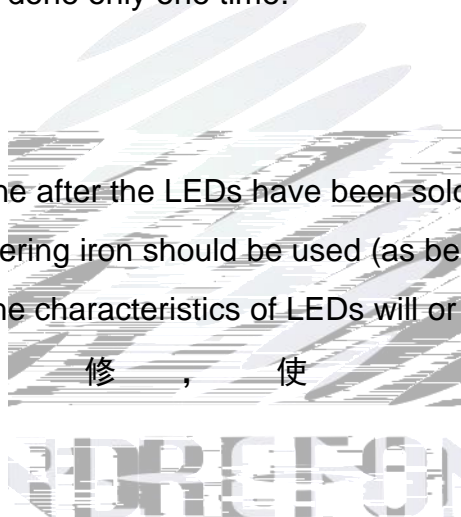 done only one time.
ne after the LEDs have been sold
ering iron should be used (as be
ne characteristics of LEDs will or
修 , 使